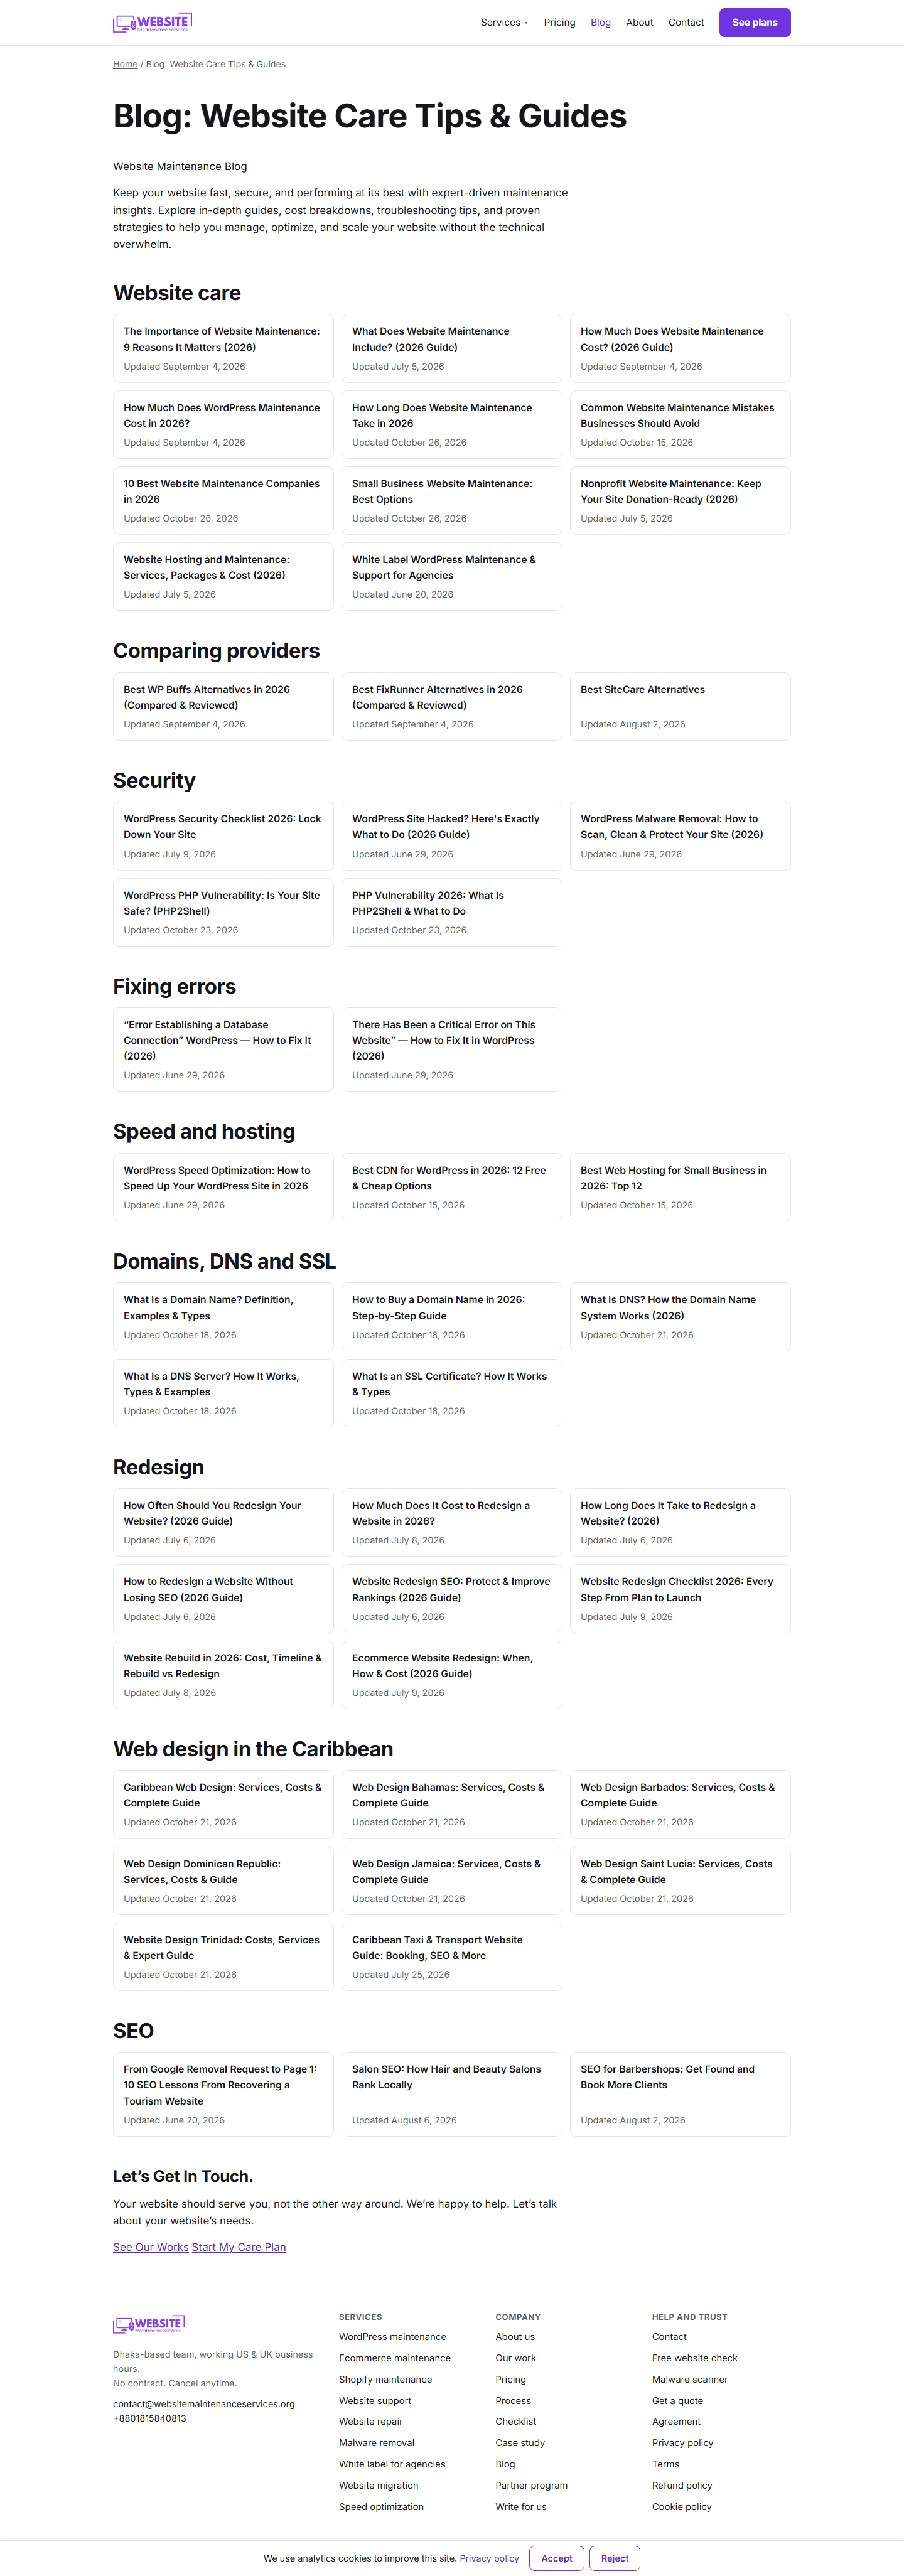 WEBSITE
Maintenance Services
Services
Pricing
Blog
About
Contact
See plans
Home / Blog: Website Care Tips & Guides
Blog: Website Care Tips & Guides
Website Maintenance Blog
Keep your website fast, secure, and performing at its best with expert-driven maintenance
insights. Explore in-depth guides, cost breakdowns, troubleshooting tips, and proven
strategies to help you manage, optimize, and scale your website without the technical
overwhelm.
Website care
The Importance of Website Maintenance:
9 Reasons It Matters (2026)
Updated September 4, 2026
What Does Website Maintenance
Include? (2026 Guide)
Updated July 5, 2026
How Much Does Website Maintenance
Cost? (2026 Guide)
Updated September 4, 2026
How Much Does WordPress Maintenance
Cost in 2026?
Updated September 4, 2026
How Long Does Website Maintenance
Take in 2026
Updated October 26, 2026
Common Website Maintenance Mistakes
Businesses Should Avoid
Updated October 15, 2026
10 Best Website Maintenance Companies
in 2026
Updated October 26, 2026
Small Business Website Maintenance:
Best Options
Updated October 26, 2026
Nonprofit Website Maintenance: Keep
Your Site Donation-Ready (2026)
Updated July 5, 2026
Website Hosting and Maintenance:
Services, Packages & Cost (2026)
Updated July 5, 2026
White Label WordPress Maintenance &
Support for Agencies
Updated June 20, 2026
Comparing providers
Best WP Buffs Alternatives in 2026
(Compared & Reviewed)
Updated September 4, 2026
Best FixRunner Alternatives in 2026
(Compared & Reviewed)
Updated September 4, 2026
Best SiteCare Alternatives
Updated August 2, 2026
Security
WordPress Security Checklist 2026: Lock
Down Your Site
Updated July 9, 2026
WordPress Site Hacked? Here's Exactly
What to Do (2026 Guide)
Updated June 29, 2026
WordPress Malware Removal: How to
Scan, Clean & Protect Your Site (2026)
Updated June 29, 2026
WordPress PHP Vulnerability: Is Your Site
Safe? (PHP2Shell)
Updated October 23, 2026
PHP Vulnerability 2026: What Is
PHP2Shell & What to Do
Updated October 23, 2026
Fixing errors
“Error Establishing a Database
Connection” WordPress — How to Fix It
(2026)
Updated June 29, 2026
There Has Been a Critical Error on This
Website” — How to Fix It in WordPress
(2026)
Updated June 29, 2026
Speed and hosting
WordPress Speed Optimization: How to
Speed Up Your WordPress Site in 2026
Updated June 29, 2026
Best CDN for WordPress in 2026: 12 Free
& Cheap Options
Updated October 15, 2026
Best Web Hosting for Small Business in
2026: Top 12
Updated October 15, 2026
Domains, DNS and SSL
What Is a Domain Name? Definition,
Examples & Types
Updated October 18, 2026
How to Buy a Domain Name in 2026:
Step-by-Step Guide
Updated October 18, 2026
What Is DNS? How the Domain Name
System Works (2026)
Updated October 21, 2026
What Is a DNS Server? How It Works,
Types & Examples
Updated October 18, 2026
What Is an SSL Certificate? How It Works
& Types
Updated October 18, 2026
Redesign
How Often Should You Redesign Your
Website? (2026 Guide)
Updated July 6, 2026
How Much Does It Cost to Redesign a
Website in 2026?
Updated July 8, 2026
How Long Does It Take to Redesign a
Website? (2026)
Updated July 6, 2026
How to Redesign a Website Without
Losing SEO (2026 Guide)
Updated July 6, 2026
Website Redesign SEO: Protect & Improve
Rankings (2026 Guide)
Updated July 6, 2026
Website Redesign Checklist 2026: Every
Step From Plan to Launch
Updated July 9, 2026
Website Rebuild in 2026: Cost, Timeline &
Rebuild vs Redesign
Updated July 8, 2026
Ecommerce Website Redesign: When,
How & Cost (2026 Guide)
Updated July 9, 2026
Web design in the Caribbean
Caribbean Web Design: Services, Costs &
Complete Guide
Updated October 21, 2026
Web Design Bahamas: Services, Costs &
Complete Guide
Updated October 21, 2026
Web Design Barbados: Services, Costs &
Complete Guide
Updated October 21, 2026
Web Design Dominican Republic:
Services, Costs & Guide
Updated October 21, 2026
Web Design Jamaica: Services, Costs &
Complete Guide
Updated October 21, 2026
Web Design Saint Lucia: Services, Costs
& Complete Guide
Updated October 21, 2026
Website Design Trinidad: Costs, Services
& Expert Guide
Updated October 21, 2026
Caribbean Taxi & Transport Website
Guide: Booking, SEO & More
Updated July 25, 2026
SEO
From Google Removal Request to Page 1:
10 SEO Lessons From Recovering a
Tourism Website
Updated June 20, 2026
Salon SEO: How Hair and Beauty Salons
Rank Locally
Updated August 6, 2026
SEO for Barbershops: Get Found and
Book More Clients
Updated August 2, 2026
Let’s Get In Touch.
Your website should serve you, not the other way around. We’re happy to help. Let’s talk
about your website’s needs.
See Our Works Start My Care Plan
WEBSITE
Maintenance Services
Dhaka-based team, working US & UK business
hours.
No contract. Cancel anytime.
contact@websitemaintenanceservices.org
+8801815840813
SERVICES
WordPress maintenance
Ecommerce maintenance
Shopify maintenance
Website support
Website repair
Malware removal
White label for agencies
Website migration
Speed optimization
COMPANY
About us
Our work
Pricing
Process
Checklist
Case study
Blog
Partner program
Write for us
HELP AND TRUST
Contact
Free website check
Malware scanner
Get a quote
Agreement
Privacy policy
Terms
Refund policy
Cookie policy
We use analytics cookies to improve this site. Privacy policy
Accept
Reject